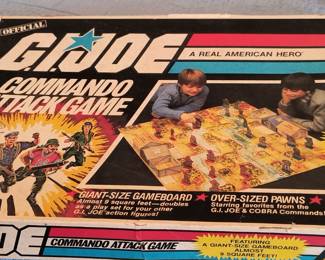 OFFICIAL
G.I. JOE
A REAL AMERICAN HERO
COMMANDO
ATTACK GAME
GIANT-SIZE GAMEBOARD
Almost 9 square feet—doubles
as a play set for your other
G.I. JOE action figures!
OVER-SIZED PAWNS
Starring favorites from the
G.I. JOE & COBRA Commands!
OE
COMMANDO ATTACK GAME
FEATURING
A GIANT-SIZE GAMEBOARD
ALMOST
9 SQUARE FEET!